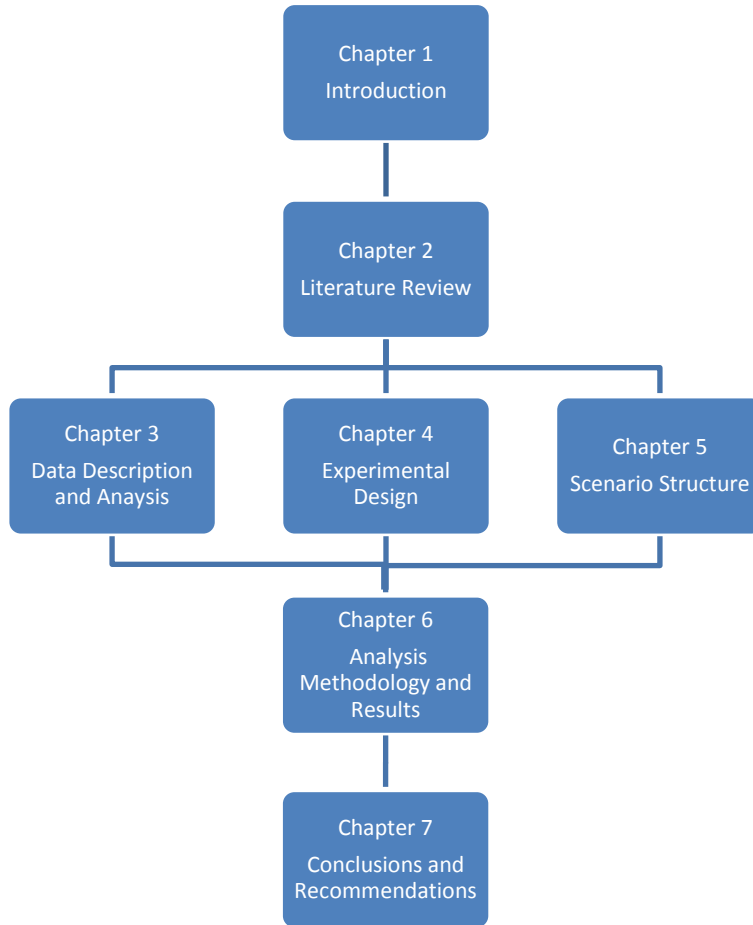 Chapter 1
Introduction
Chapter 2
Literature Review
Chapter 3
Data Description
and Anaysis
Chapter 4
Experimental
Design
Chapter 5
Scenario Structure
Chapter 6
Analysis
Methodology and
Results
Chapter 7
Conclusions and
Recommendations